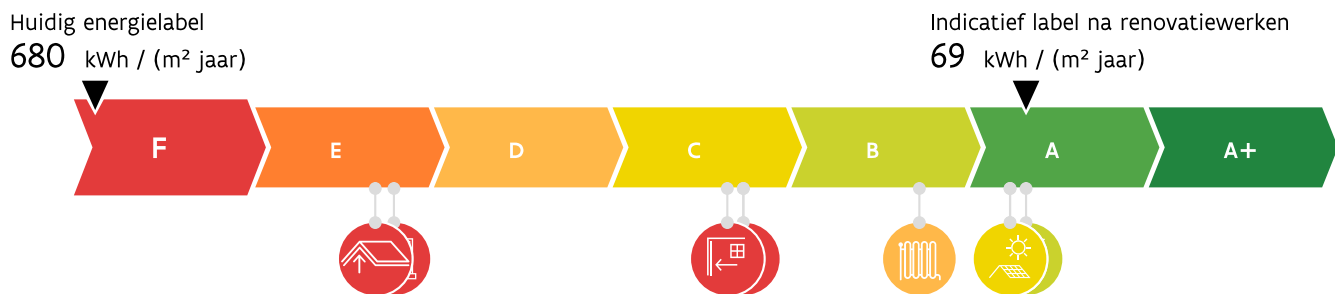 Huidig energielabel
680 kWh / (m² jaar)
Indicatief label na renovatiewerken
69 kWh / (m² jaar)
F E D C B A A+